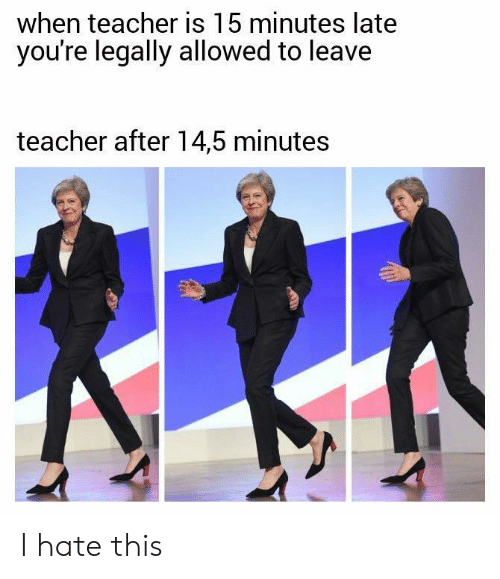 when teacher is 15 minutes late
you're legally allowed to leave
teacher after 14,5 minutes
I hate this